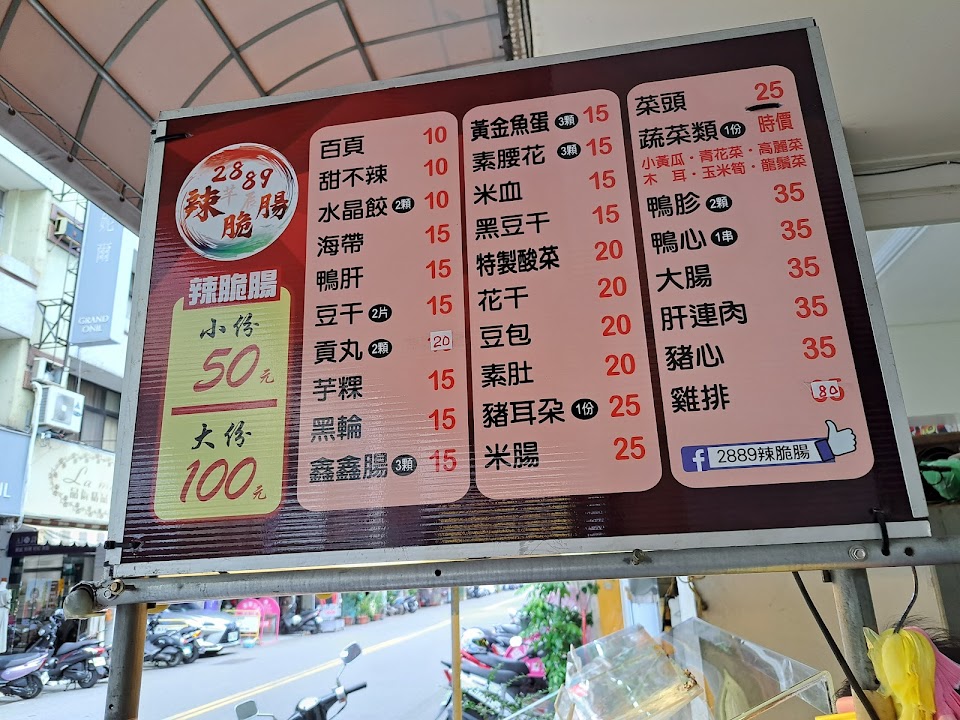 2889
辣脆腸
辣脆腸
小份
50元
大份
100元
百頁 10
甜不辣 10
水晶餃 2顆 10
海帶 15
鴨肝 15
豆干 2片 15
貢丸 2顆 20
芋粿 15
黑輪 15
鑫鑫腸 3顆 15
黃金魚蛋 3顆 15
素腰花 3顆 15
米血 15
黑豆干 15
特製酸菜 20
花干 20
豆包 20
素肚 20
豬耳朵 1份 25
米腸 25
菜頭 25
蔬菜類 1份 時價
小黃瓜・青花菜・高麗菜
木耳・玉米筍・龍鬚菜
鴨胗 2顆 35
鴨心 1串 35
大腸 35
肝連肉 35
豬心 35
雞排 80
f 2889辣脆腸
GRAND